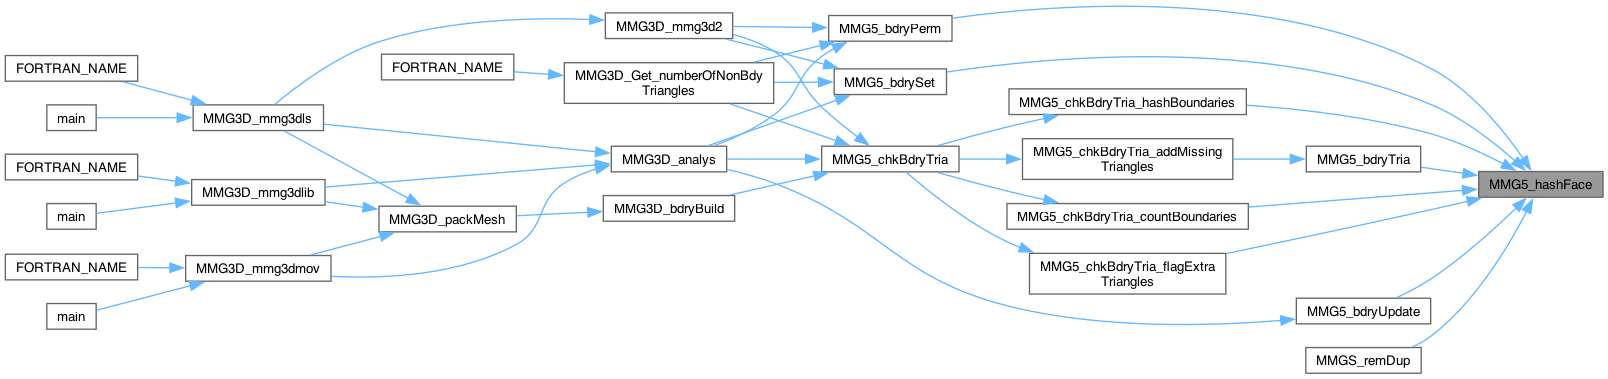 MMG3D_mmg3d2
MMG5_bdryPerm
FORTRAN_NAME
FORTRAN_NAME
MMG3D_Get_numberOfNonBdy
Triangles
MMG5_bdrySet
MMG5_chkBdryTria_hashBoundaries
main
MMG3D_mmg3dls
MMG3D_analys
MMG5_chkBdryTria
MMG5_chkBdryTria_addMissing
Triangles
MMG5_bdryTria
FORTRAN_NAME
MMG3D_mmg3dlib
MMG5_hashFace
main
MMG3D_packMesh
MMG3D_bdryBuild
MMG5_chkBdryTria_countBoundaries
FORTRAN_NAME
MMG3D_mmg3dmov
MMG5_chkBdryTria_flagExtra
Triangles
main
MMG5_bdryUpdate
MMGS_remDup